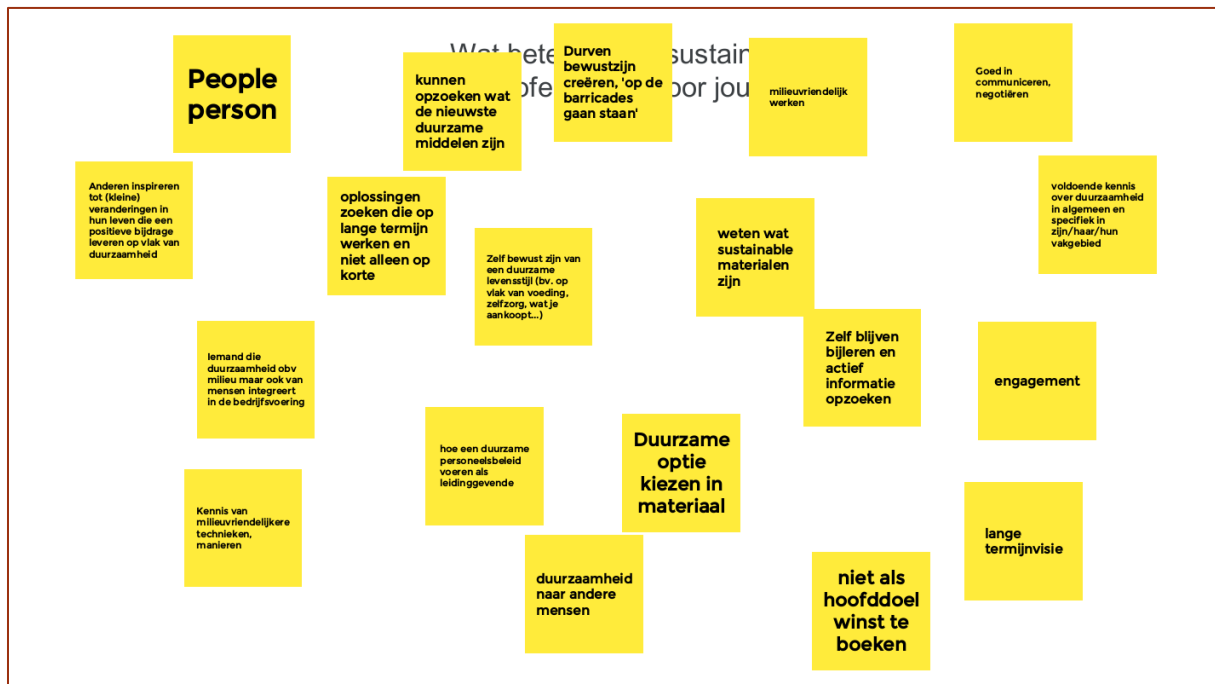 People
person
kunnen
opzoeken wat
de nieuwste
duurzame
middelen zijn
Durven
bewustzijn
creëren, 'op de
barricades
gaan staan'
milieuvriendelijk
werken
Goed in
communiceren,
negotiëren
Wat
sustain
jou
Anderen inspireren
tot (kleine)
veranderingen in
hun leven die een
positieve bijdrage
leveren op vlak van
duurzaamheid
oplossingen
zoeken die op
lange termijn
werken en
niet alleen op
korte
Zelf bewust zijn van
een duurzame
levensstijl (bv. op
vlak van voeding,
zelfzorg, wat je
aankoopt...)
weten wat
sustainable
materialen
zijn
voldoende kennis
over duurzaamheid
in algemeen en
specifiek in
zijn/haar/hun
vakgebied
Iemand die
duurzaamheid obv
milieu maar ook van
mensen integreert
in de bedrijfsvoering
Zelf blijven
bijleren en
actief
informatie
opzoeken
engagement
hoe een duurzame
personeelsbeleid
voeren als
leidinggevende
Duurzame
optie
kiezen in
materiaal
Kennis van
milieuvriendelijkere
technieken,
manieren
lange
termijnvisie
duurzaamheid
naar andere
mensen
niet als
hoofddoel
winst te
boeken